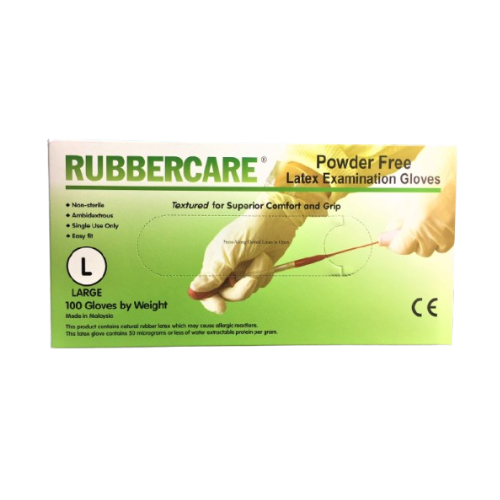 RUBBERCARE®
Powder Free
Latex Examination Gloves
• Non-sterile
• Ambidextrous
• Single Use Only
• Easy fit
Textured for Superior Comfort and Grip
L
LARGE
100 Gloves by Weight
Made in Malaysia
This product contains natural rubber latex which may cause allergic reactions.
This latex glove contains 50 micrograms or less of water extractable protein per gram.
CE